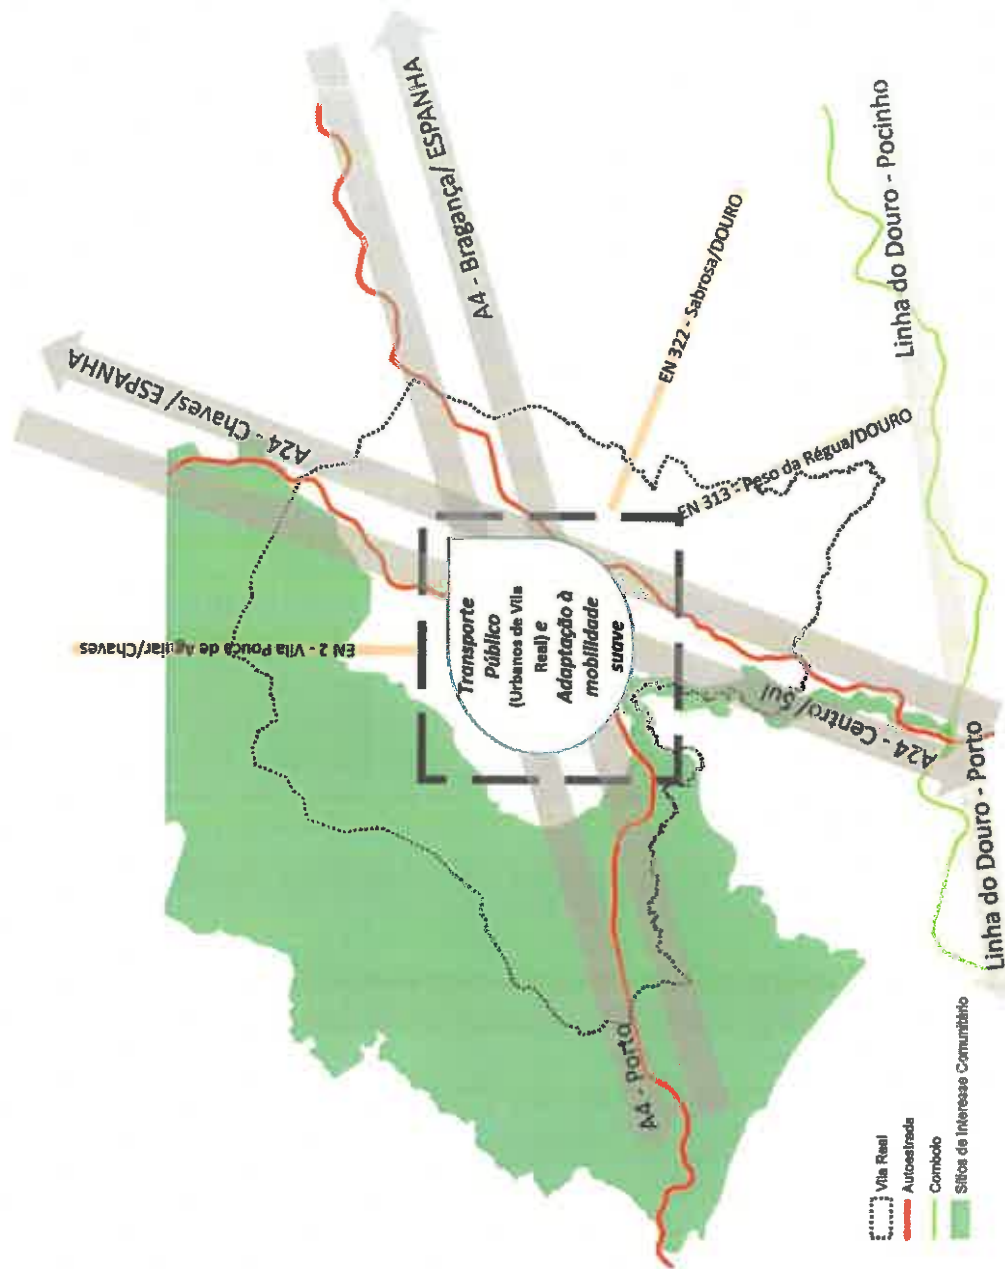 A24 - Chaves/ ESPANHA
A4 - Bragança/ ESPANHA
EN 2 - Vila Pouca de Aguiar/Chaves
EN 322 - Sabrosa/DOURO
EN 313 - Peso da Régua/DOURO
Transporte
Público
(Urbanos de Vila
Real) e
Adaptação à
mobilidade
suave
A4 - Porto
A24 - Centro/ Sul
Linha do Douro - Pocinho
Linha do Douro - Porto
Vila Real
Autoestrada
Comboio
Sítios de Interesse Comunitário